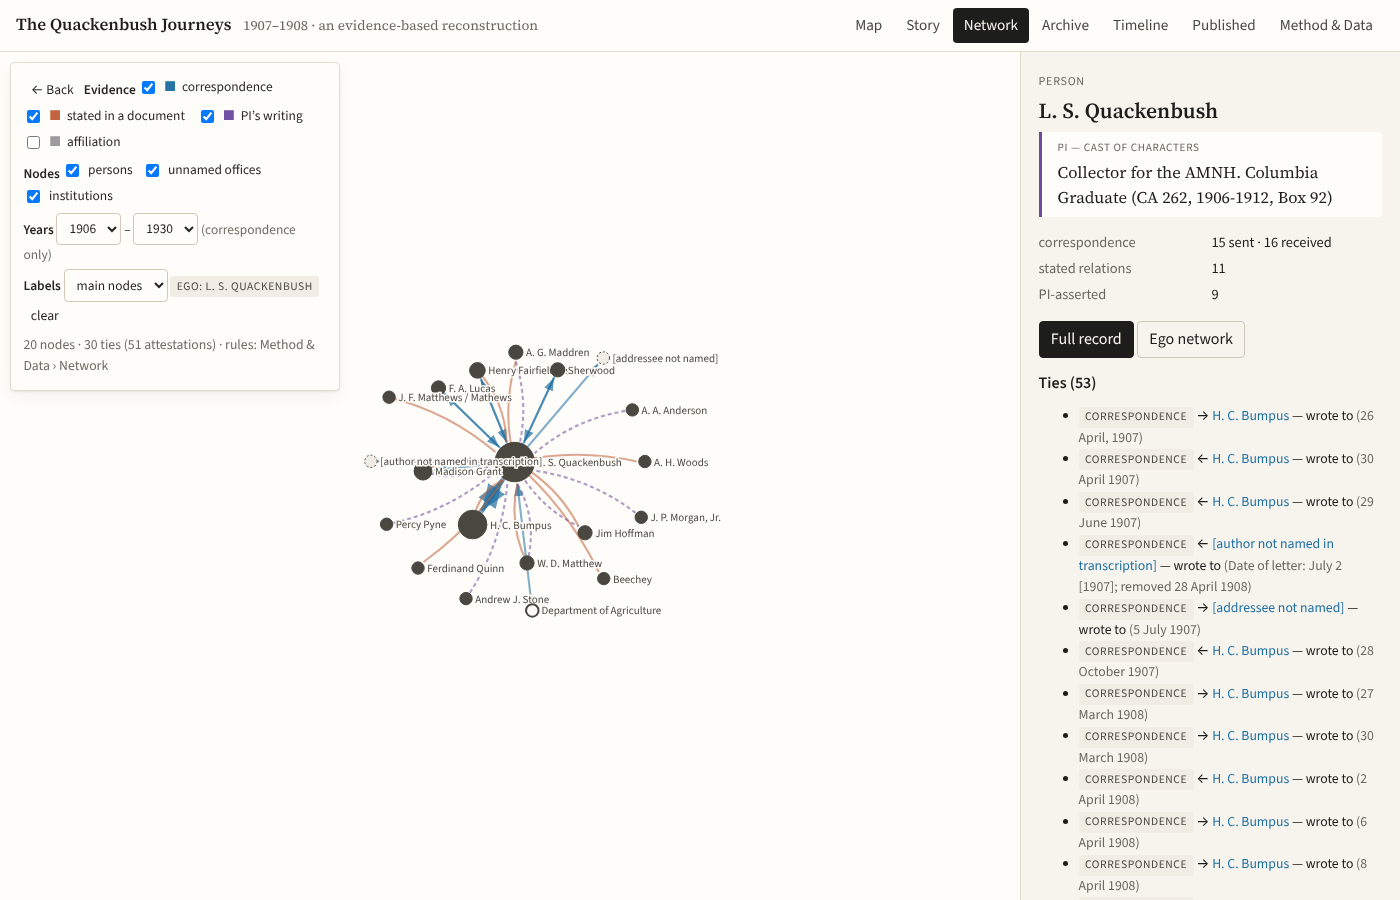 The Quackenbush Journeys 1907–1908 · an evidence-based reconstruction
Map Story Network Archive Timeline Published Method & Data
← Back Evidence correspondence
stated in a document PI's writing
affiliation
Nodes persons unnamed offices
institutions
Years 1906 – 1930 (correspondence
only)
Labels main nodes EGO: L. S. QUACKENBUSH
clear
20 nodes · 30 ties (51 attestations) · rules: Method &
Data › Network
A. G. Maddren
[addressee not named]
Henry Fairfield
Sherwood
F. A. Lucas
J. F. Matthews / Mathews
A. A. Anderson
[author not named in transcription]
S. Quackenbush
A. H. Woods
Madison Grant
Percy Pyne
H. C. Bumpus
J. P. Morgan, Jr.
Jim Hoffman
Ferdinand Quinn
W. D. Matthew
Beechey
Andrew J. Stone
Department of Agriculture
PERSON
L. S. Quackenbush
PI — CAST OF CHARACTERS
Collector for the AMNH. Columbia
Graduate (CA 262, 1906-1912, Box 92)
correspondence 15 sent · 16 received
stated relations 11
PI-asserted 9
Full record Ego network
Ties (53)
CORRESPONDENCE → H. C. Bumpus — wrote to (26
April, 1907)
CORRESPONDENCE ← H. C. Bumpus — wrote to (30
April 1907)
CORRESPONDENCE ← H. C. Bumpus — wrote to (29
June 1907)
CORRESPONDENCE ← [author not named in
transcription] — wrote to (Date of letter: July 2
[1907]; removed 28 April 1908)
CORRESPONDENCE → [addressee not named] —
wrote to (5 July 1907)
CORRESPONDENCE ← H. C. Bumpus — wrote to (28
October 1907)
CORRESPONDENCE → H. C. Bumpus — wrote to (27
March 1908)
CORRESPONDENCE → H. C. Bumpus — wrote to (30
March 1908)
CORRESPONDENCE ← H. C. Bumpus — wrote to (2
April 1908)
CORRESPONDENCE → H. C. Bumpus — wrote to (6
April 1908)
CORRESPONDENCE → H. C. Bumpus — wrote to (8
April 1908)